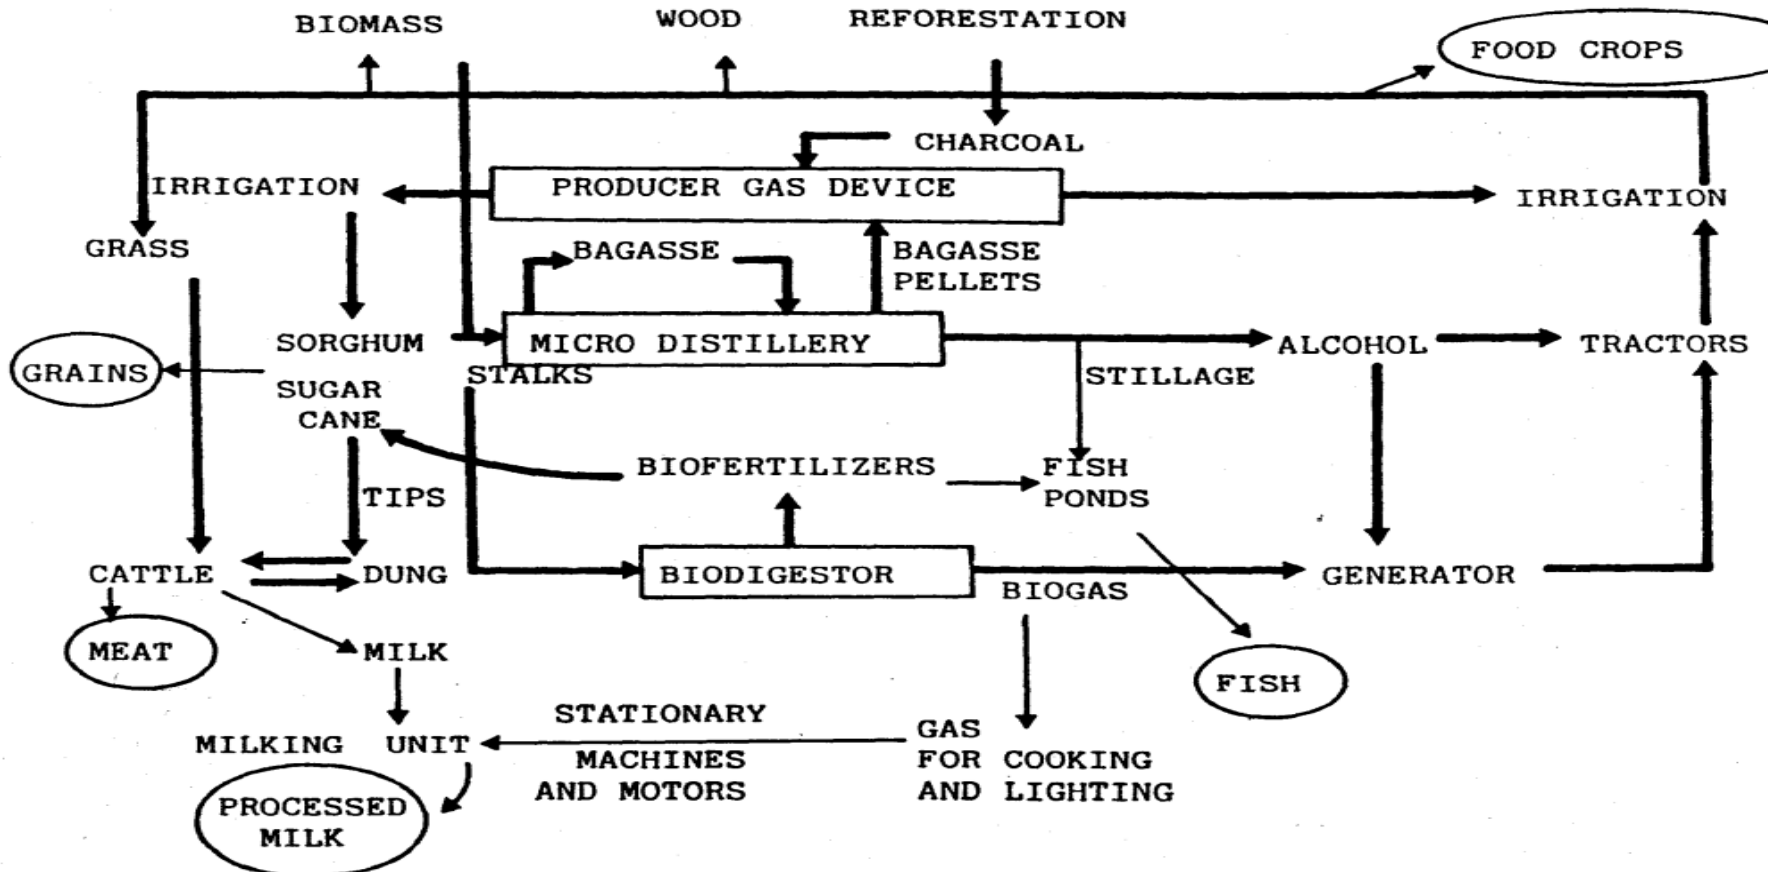 BIOMASS
WOOD
REFORESTATION
FOOD CROPS
CHARCOAL
IRRIGATION
PRODUCER GAS DEVICE
IRRIGATION
GRASS
BAGASSE
BAGASSE
PELLETS
SORGHUM
MICRO DISTILLERY
ALCOHOL
TRACTORS
GRAINS
STALKS
STILLAGE
SUGAR
CANE
BIOFERTILIZERS
FISH
PONDS
TIPS
CATTLE
DUNG
BIODIGESTOR
BIOGAS
GENERATOR
MEAT
MILK
FISH
STATIONARY
MACHINES
AND MOTORS
GAS
FOR COOKING
AND LIGHTING
MILKING UNIT
PROCESSED
MILK